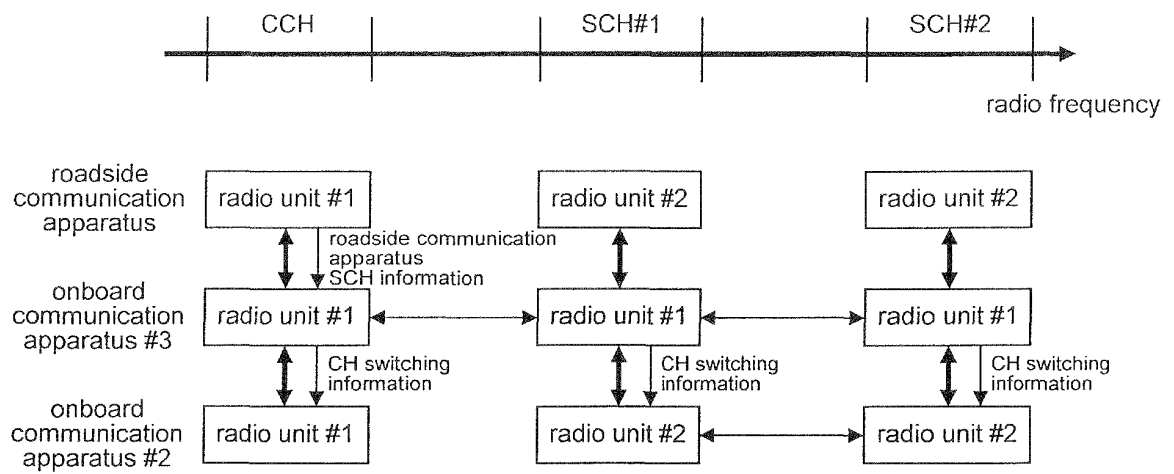 CCH
SCH#1
SCH#2
radio frequency
roadside
communication
apparatus
radio unit #1
radio unit #2
radio unit #2
roadside communication
apparatus
SCH information
onboard
communication
apparatus #3
radio unit #1
radio unit #1
radio unit #1
CH switching
information
CH switching
information
CH switching
information
onboard
communication
apparatus #2
radio unit #1
radio unit #2
radio unit #2